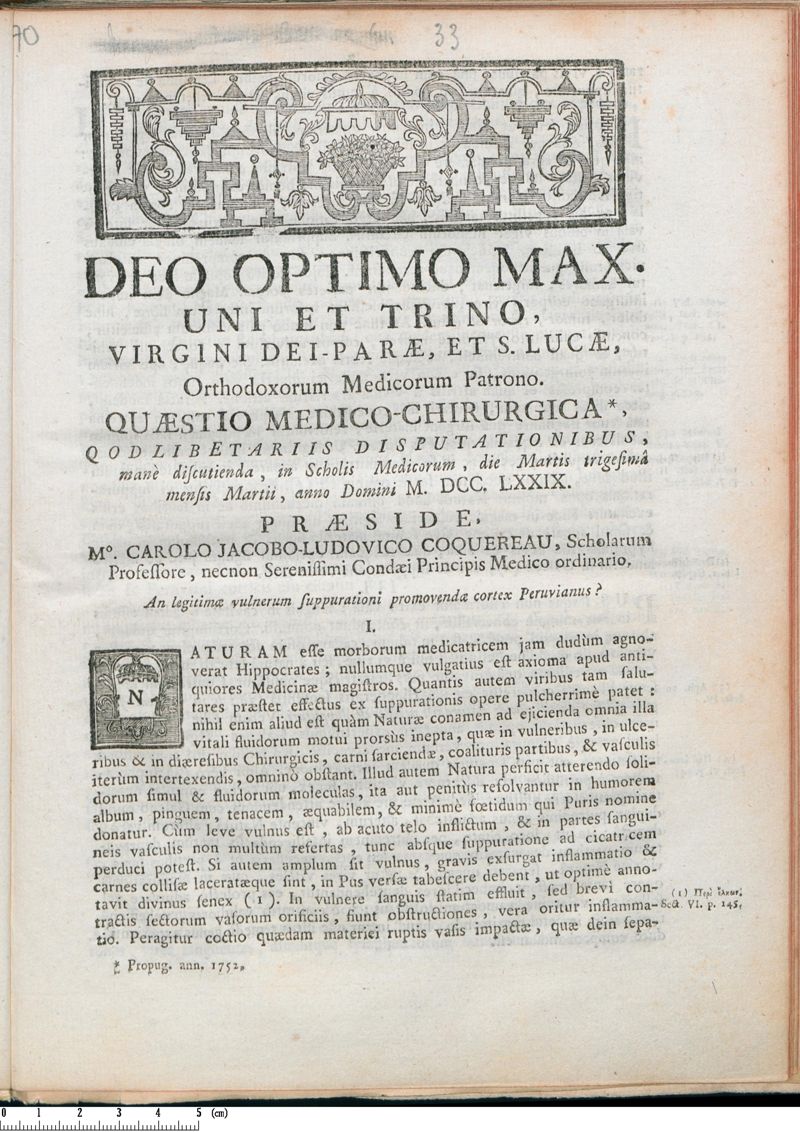 70
33
DEO OPTIMO MAX.
UNI ET TRINO,
VIRGINI DEI-PARÆ, ET S. LUCÆ,
Orthodoxorum Medicorum Patrono.
QUÆSTIO MEDICO-CHIRURGICA*,
QODLIBETARIIS DISPUTATIONIBUS,
manè diſcutienda, in Scholis Medicorum, die Martis trigeſimâ
menſis Martii, anno Domini M. DCC. LXXIX.
PRÆSIDE,
Mº. CAROLO JACOBO-LUDOVICO COQUEREAU, Scholarum
Profeſſore, necnon Sereniſſimi Condæi Principis Medico ordinario.
An legitimæ vulnerum ſuppurationi promovendæ cortex Peruvianus?
I.
NATURAM eſſe morborum medicatricem jam dudùm agno-
verat Hippocrates; nullumque vulgatius eſt axioma apud anti-
quiores Medicinæ magiſtros. Quantis autem viribus tam ſalu-
tares præſtet effectus ex ſuppurationis opere pulcherrimè patet:
nihil enim aliud eſt quàm Naturæ conamen ad ejicienda omnia illa
vitali fluidorum motui prorsùs inepta, quæ in vulneribus, in ulce-
ribus & in diæreſibus Chirurgicis, carni ſarciendæ, coalituris partibus, & vaſculis
iterùm intertexendis, omninò obſtant. Illud autem Natura perficit atterendo ſoli-
dorum ſimul & fluidorum moleculas, ita aut penitùs reſolvantur in humorem
album, pinguem, tenacem, æquabilem, & minimè fœtidum qui Puris nomine
donatur. Cùm leve vulnus eſt, ab acuto telo inflictum, & in partes ſangui-
neis vaſculis non multùm refertas, tunc abſque ſuppuratione ad cicatricem
perduci poteſt. Si autem amplum ſit vulnus, gravis exſurgat inflammatio &
carnes colliſæ laceratæque ſint, in Pus verſæ tabeſcere debent, ut optimè anno-
tavit divinus ſenex (1). In vulnere ſanguis ſtatim effluit, ſed brevi con-
tractis ſectorum vaſorum orificiis, fiunt obſtructiones, vera oritur inflamma-
tio. Peragitur coctio quædam materiei ruptis vaſis impactæ, quæ dein ſepa-
(1) Περὶ ἑλκων.
Sect. VI. p. 145.
* Propug. ann. 1752.
0 1 2 3 4 5 (cm)